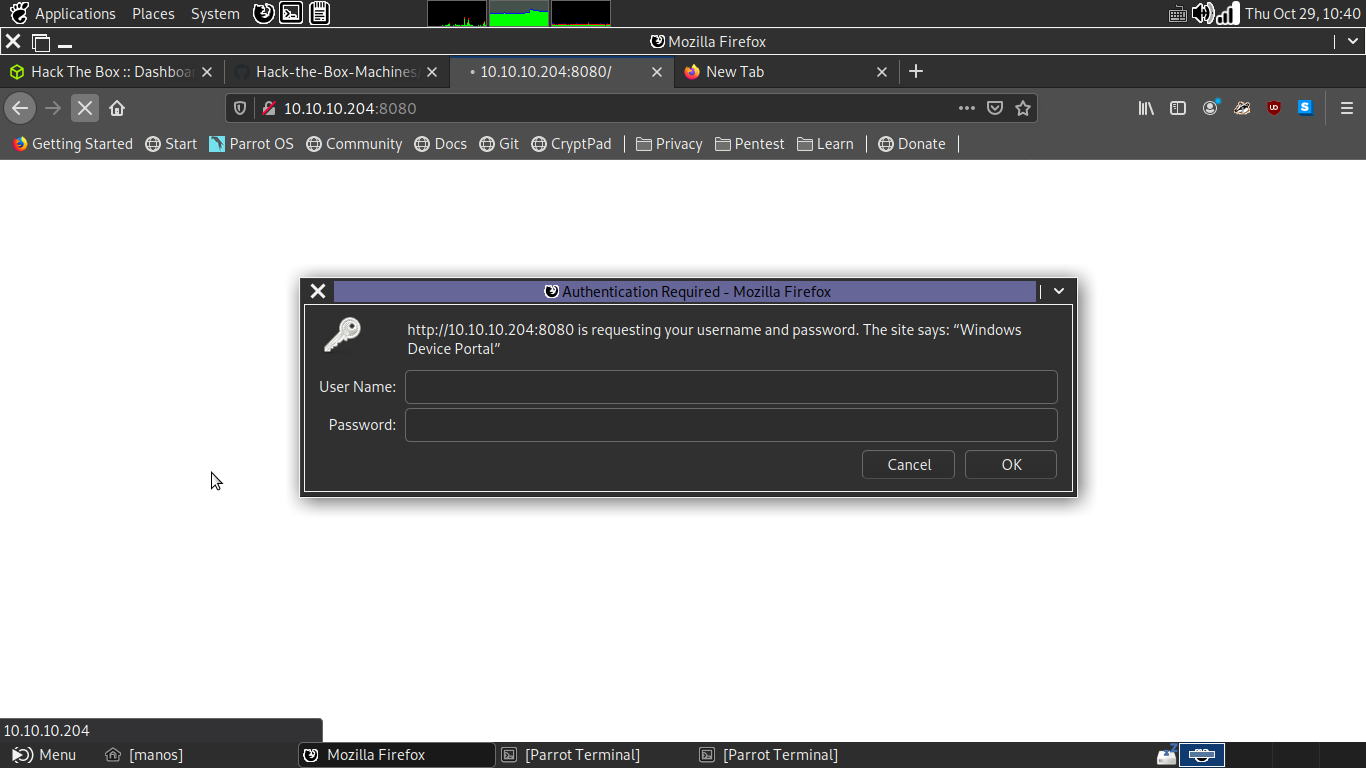 Applications Places System Thu Oct 29, 10:40
Mozilla Firefox
Hack The Box :: Dashboar Hack-the-Box-Machines 10.10.10.204:8080/ New Tab
10.10.10.204:8080
Getting Started Start Parrot OS Community Docs Git CryptPad Privacy Pentest Learn Donate
Authentication Required - Mozilla Firefox
http://10.10.10.204:8080 is requesting your username and password. The site says: “Windows
Device Portal”
User Name:
Password:
Cancel OK
10.10.10.204
Menu [manos] Mozilla Firefox [Parrot Terminal] [Parrot Terminal]